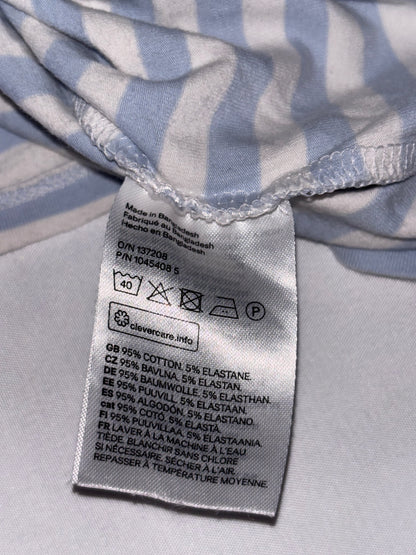 Made in Bangladesh
Fabriqué au Bangladesh
Hecho en Bangladesh
O/N 137208
P/N 1045408 S
40 P
clevercare.info
GB 95% COTTON. 5% ELASTANE.
CZ 95% BAVLNA. 5% ELASTAN.
DE 95% BAUMWOLLE. 5% ELASTHAN.
EE 95% PUUVILL. 5% ELASTAAN.
ES 95% ALGODÓN. 5% ELASTANO.
cat 95% COTÓ. 5% ELASTÀ.
FI 95% PUUVILLAA. 5% ELASTAANIA.
FR LAVER À LA MACHINE À L'EAU
TIÈDE. BLANCHIR SANS CHLORE
SI NÉCESSAIRE. SÉCHER À L'AIR.
REPASSER À TEMPÉRATURE MOYENNE.